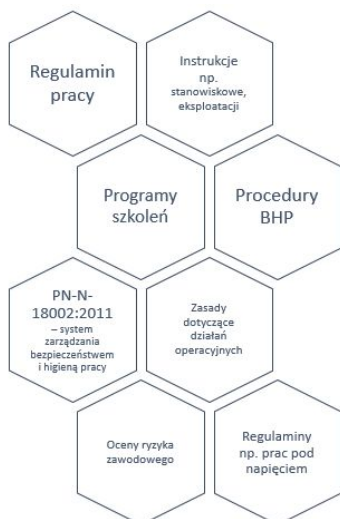 Regulamin
pracy
Instrukcje
np.
stanowiskowe,
eksploatacji
Programy
szkoleń
Procedury
BHP
PN-N-
18002:2011
– system
zarządzania
bezpieczeństwem
i higieną pracy
Zasady
dotyczące
działań
operacyjnych
Oceny ryzyka
zawodowego
Regulaminy
np. prac pod
napięciem